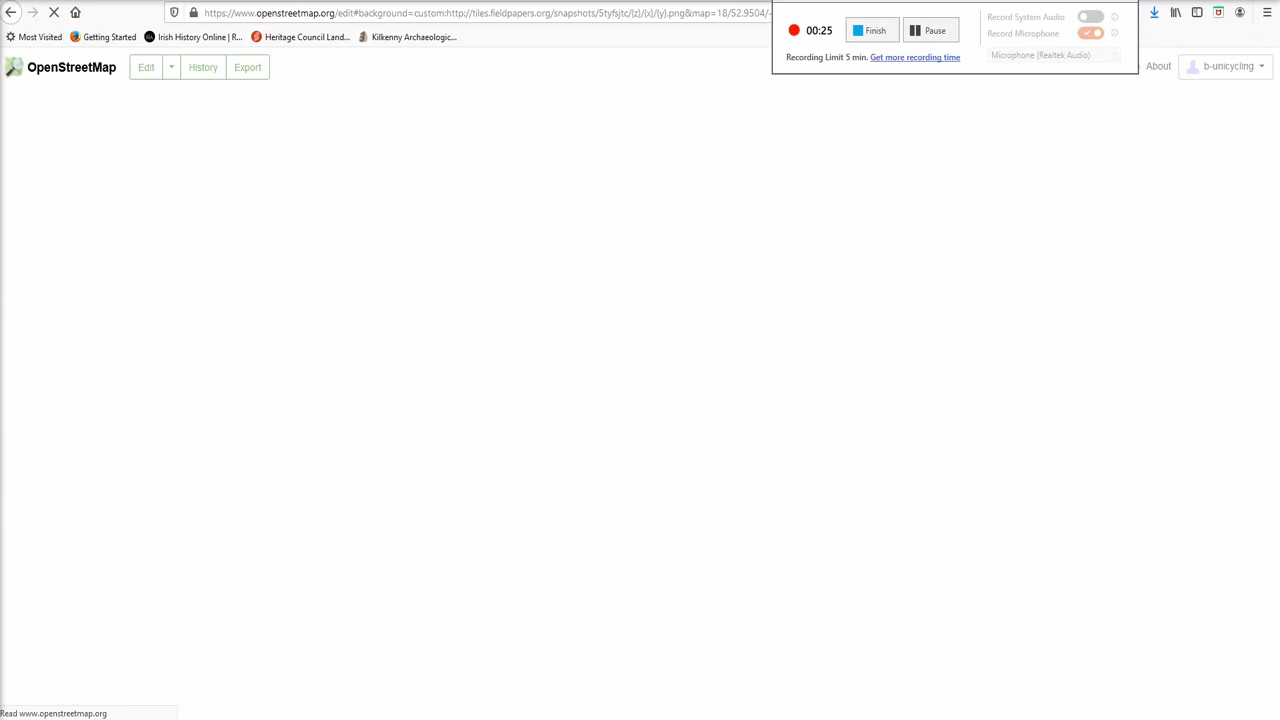 https://www.openstreetmap.org/edit#background=custom:http://tiles.fieldpapers.org/snapshots/5tyfsjtc/{z}/{x}/{y}.png&map=18/52.9504/-
00:25
Finish
Pause
Record System Audio
Record Microphone
Microphone (Realtek Audio)
Recording Limit 5 min. Get more recording time
Most Visited
Getting Started
Irish History Online | R...
Heritage Council Land...
Kilkenny Archaeologic...
OpenStreetMap
Edit
History
Export
About
b-unicycling
Read www.openstreetmap.org